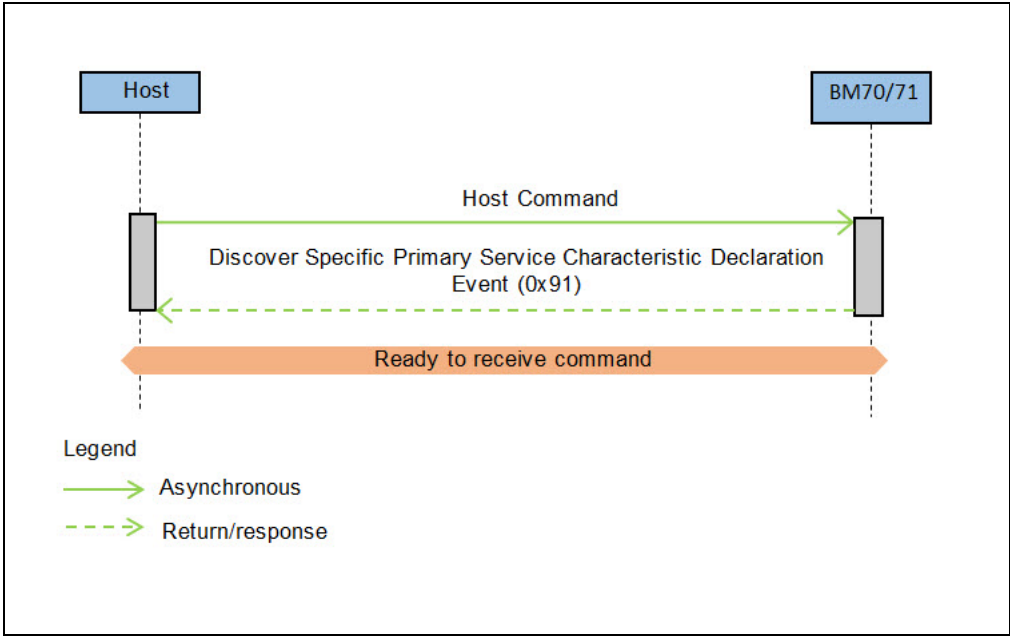 Host
BM70/71
Host Command
Discover Specific Primary Service Characteristic Declaration
Event (0x91)
Ready to receive command
Legend
Asynchronous
Return/response